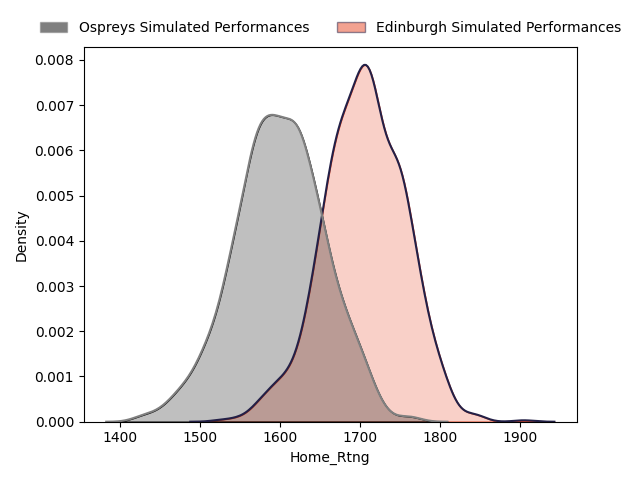 Ospreys Simulated Performances Edinburgh Simulated Performances
0.008
0.007
0.006
0.005
0.004
0.003
0.002
0.001
0.000
Density
1400 1500 1600 1700 1800 1900
Home_Rtng